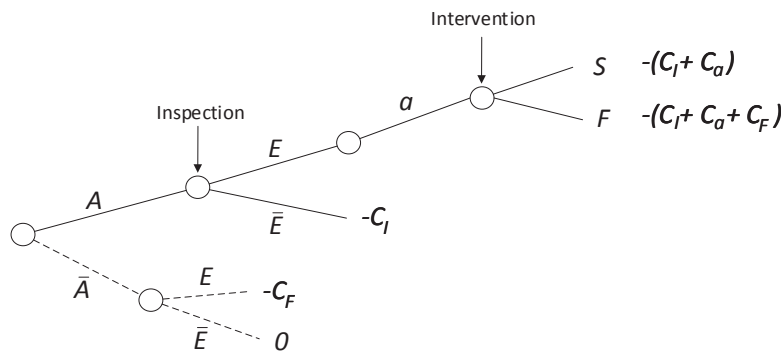 Intervention
S -(C_I + C_a)
a
F -(C_I + C_a + C_F)
Inspection
E
A
Ē -C_I
Ā
E -C_F
Ē 0